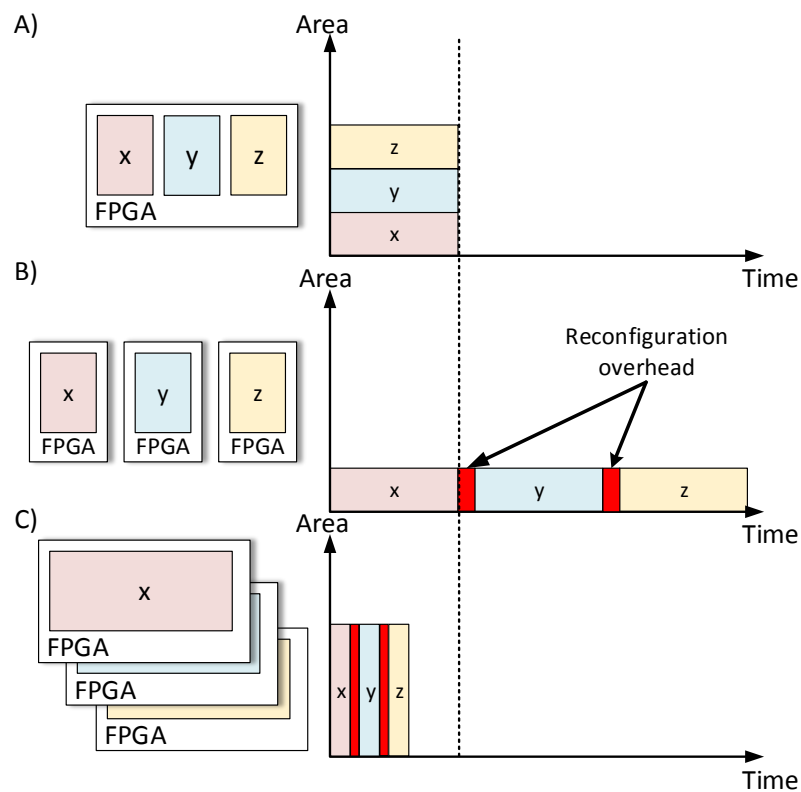 A)
Area
x
y
z
FPGA
z
y
x
Time
B)
Area
Reconfiguration
overhead
x
y
z
FPGA
FPGA
FPGA
x
y
z
Time
C)
Area
x
FPGA
FPGA
FPGA
x
y
z
Time